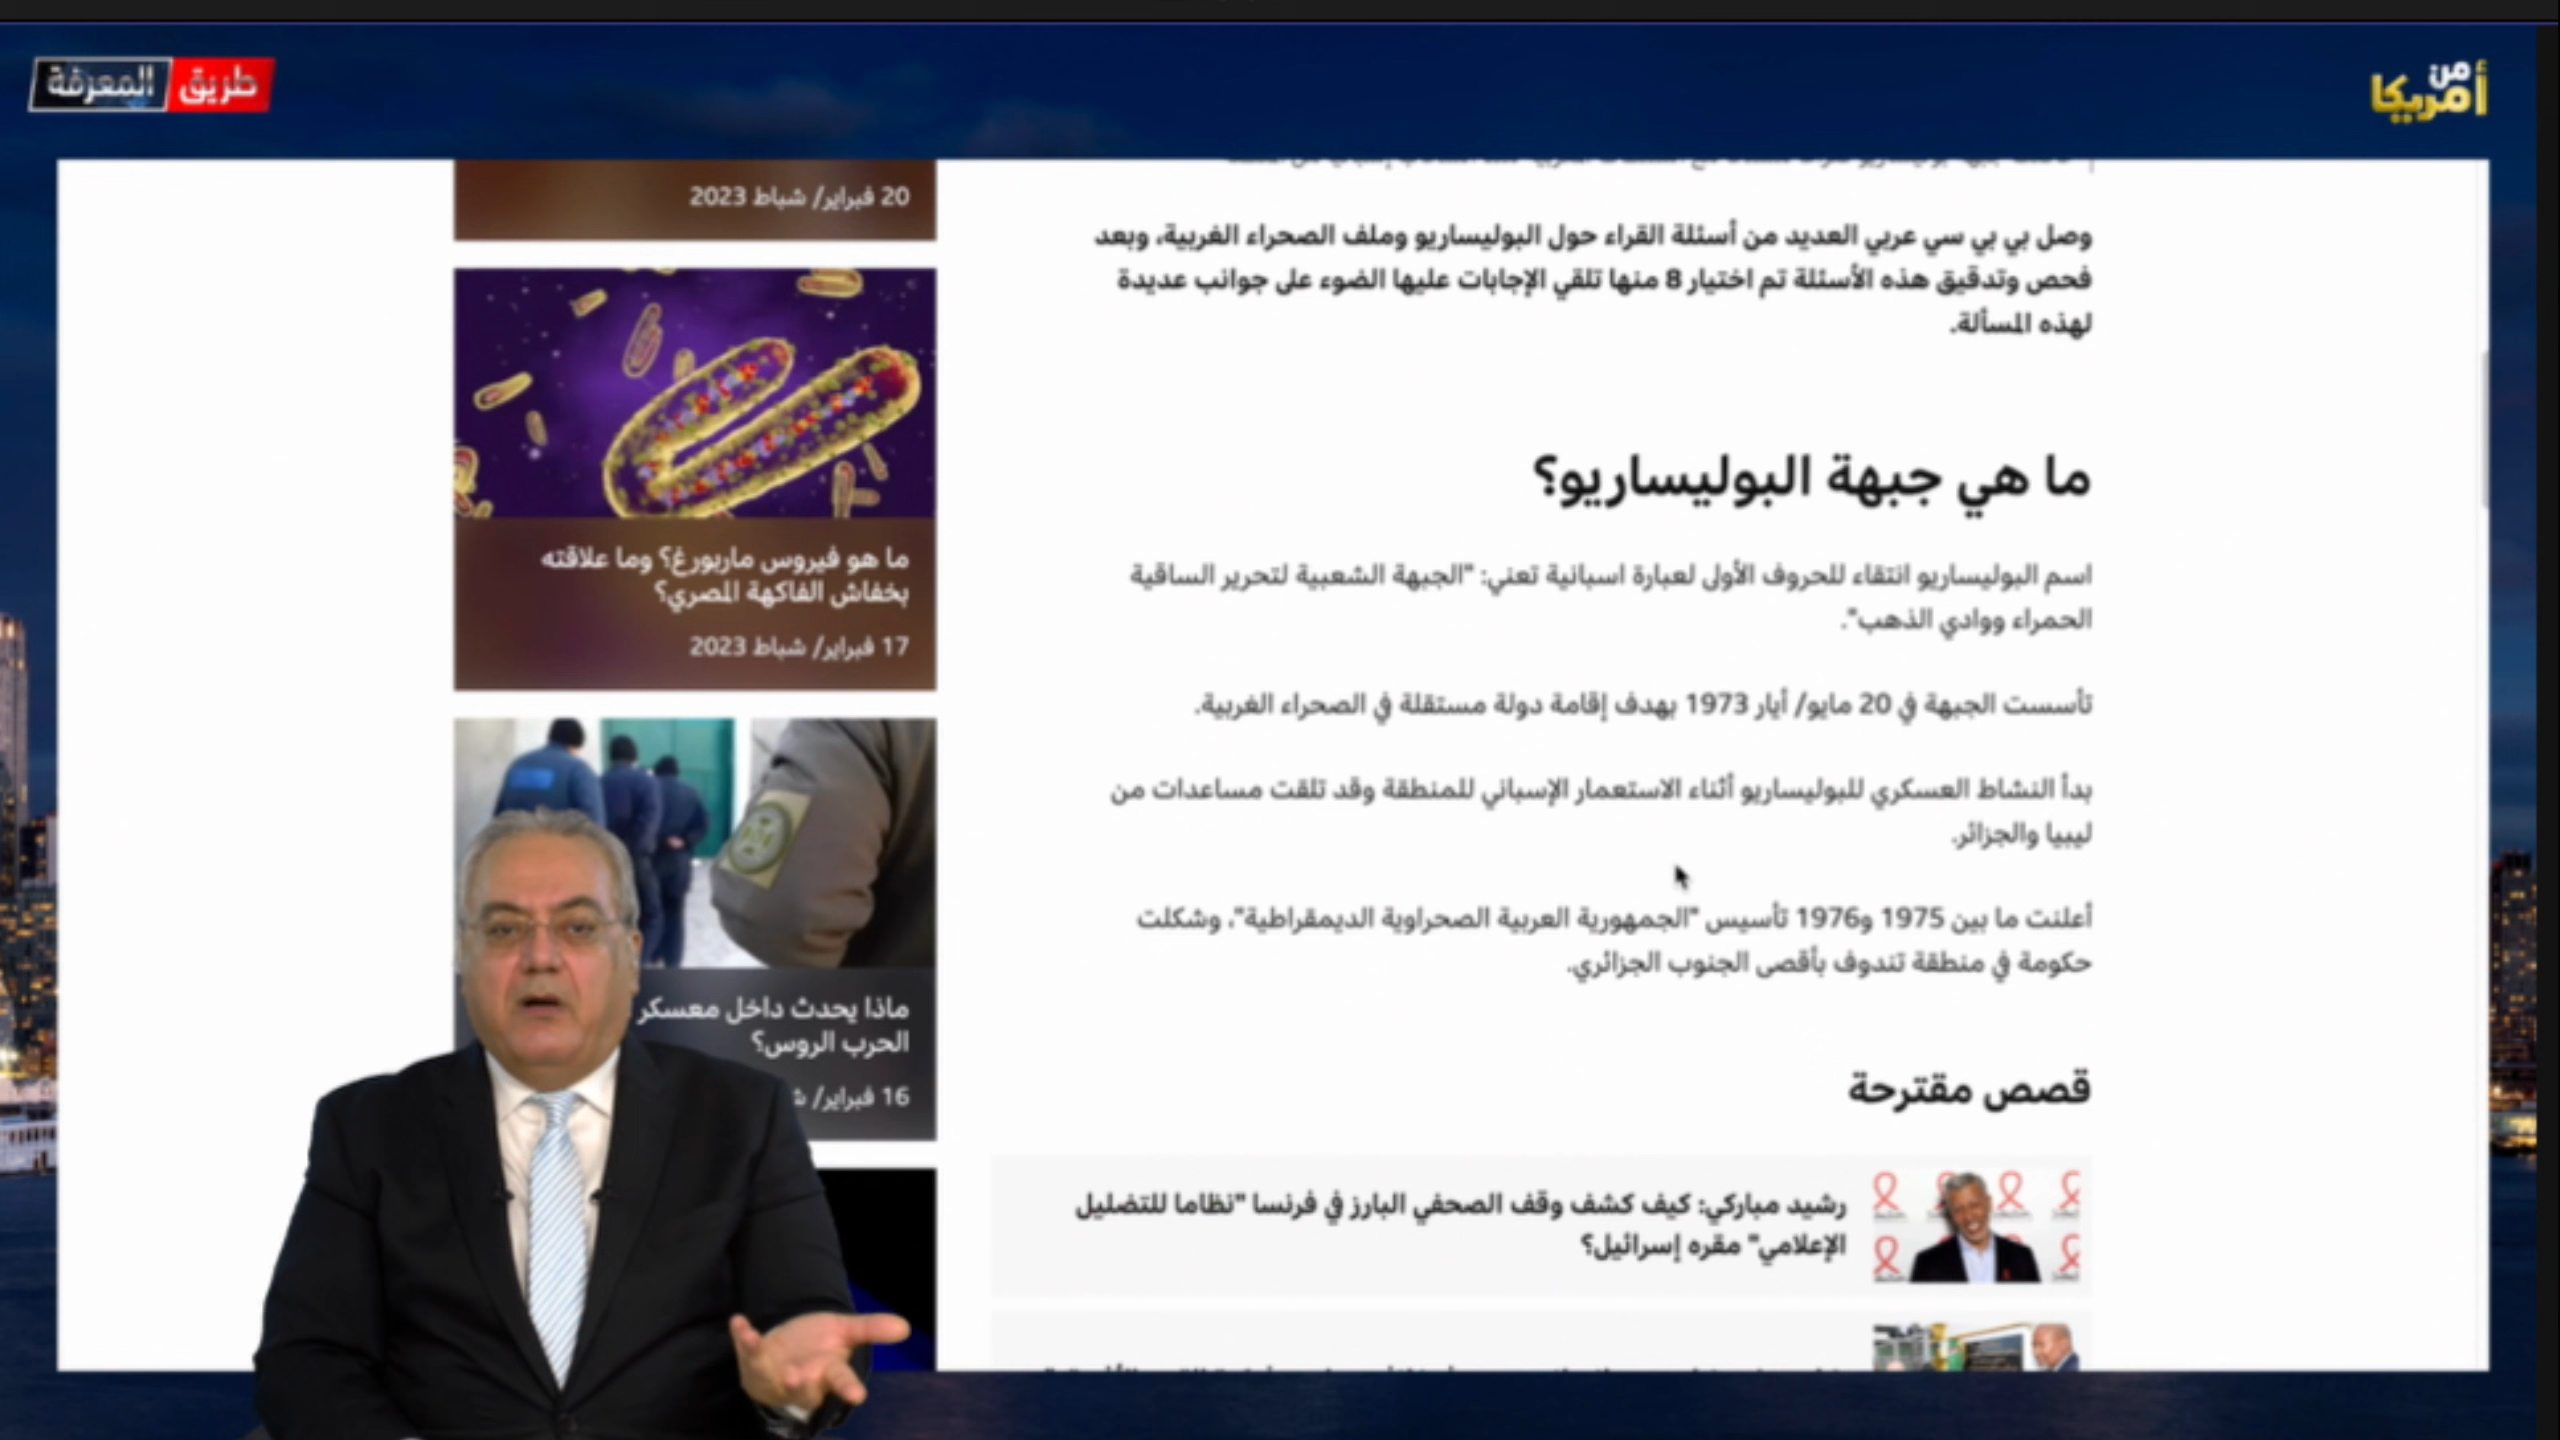 طريق المعرفة
من
أمريكا
وصل بي بي سي عربي العديد من أسئلة القراء حول البوليساريو وملف الصحراء الغربية، وبعد
فحص وتدقيق هذه الأسئلة تم اختيار 8 منها تلقي الإجابات عليها الضوء على جوانب عديدة
لهذه المسألة.
ما هي جبهة البوليساريو؟
اسم البوليساريو انتقاء للحروف الأولى لعبارة اسبانية تعني: "الجبهة الشعبية لتحرير الساقية
الحمراء ووادي الذهب".
تأسست الجبهة في 20 مايو/ أيار 1973 بهدف إقامة دولة مستقلة في الصحراء الغربية.
بدأ النشاط العسكري للبوليساريو أثناء الاستعمار الإسباني للمنطقة وقد تلقت مساعدات من
ليبيا والجزائر.
أعلنت ما بين 1975 و1976 تأسيس "الجمهورية العربية الصحراوية الديمقراطية"، وشكلت
حكومة في منطقة تندوف بأقصى الجنوب الجزائري.
قصص مقترحة
رشيد مباركي: كيف كشف وقف الصحفي البارز في فرنسا "نظاما للتضليل
الإعلامي" مقره إسرائيل؟
20 فبراير/ شباط 2023
ما هو فيروس ماربورغ؟ وما علاقته
بخفاش الفاكهة المصري؟
17 فبراير/ شباط 2023
ماذا يحدث داخل معسكر
الحرب الروس؟
16 فبراير/